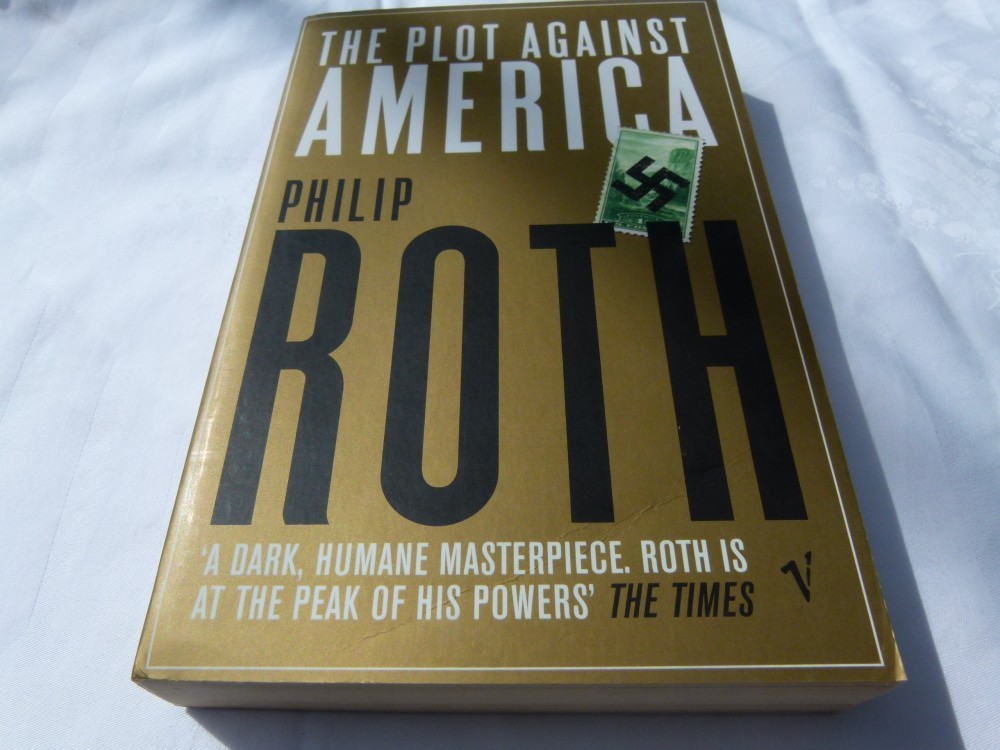 THE PLOT AGAINST
AMERICA
PHILIP
ROTH
'A DARK, HUMANE MASTERPIECE. ROTH IS
AT THE PEAK OF HIS POWERS' THE TIMES